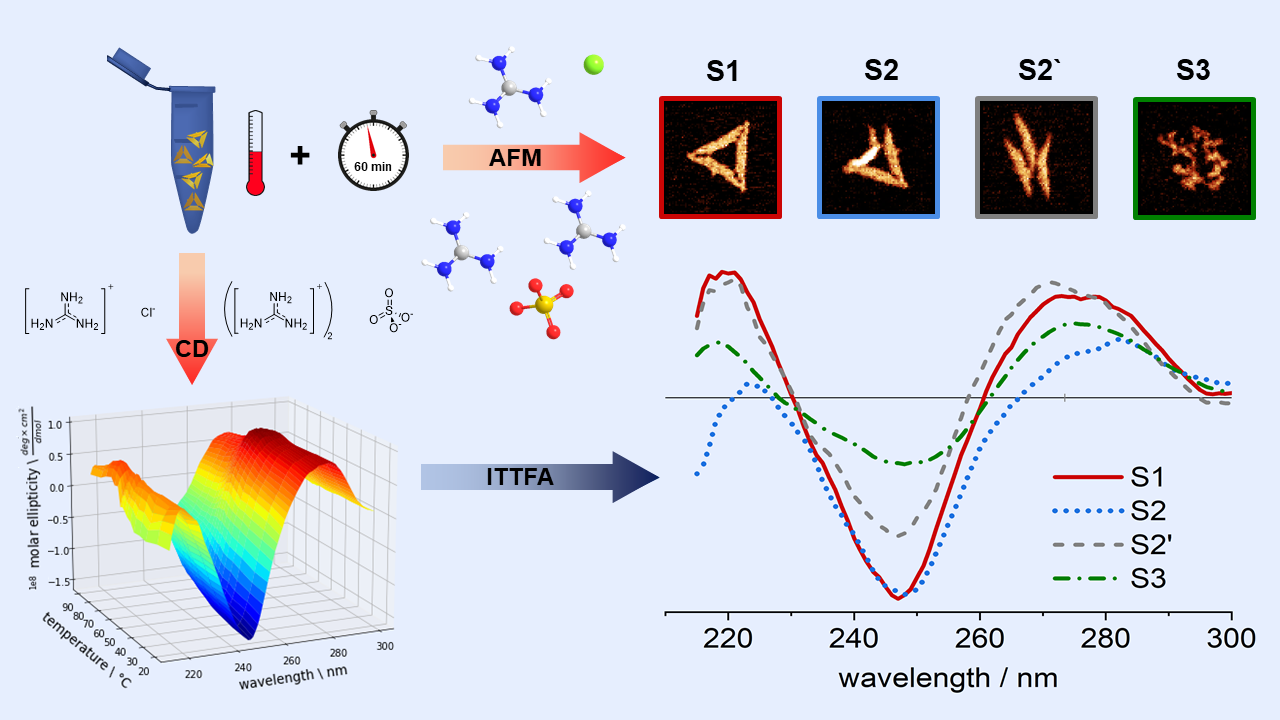 S1
S2
S2`
S3
+
60 min
AFM
[
NH2
H2N
NH2
]+
Cl-
([
NH2
H2N
NH2
]+)2
O
S
O
O-
O-
CD
1e8 molar ellipticity \ deg × cm2 / dmol
1.0
0.5
0.0
−0.5
−1.0
−1.5
90
80
70
60
50
40
30
20
temperature \ °C
220
240
260
280
300
wavelength \ nm
ITTFA
S1
S2
S2'
S3
220
240
260
280
300
wavelength / nm